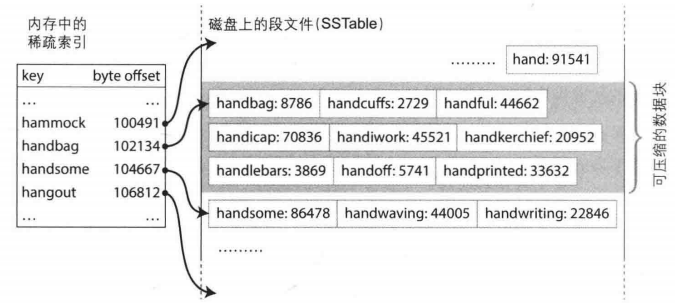 内存中的
稀疏索引
key byte offset
... ...
hammock 100491
handbag 102134
handsome 104667
hangout 106812
... ...
磁盘上的段文件(SSTable)
......... hand: 91541
handbag: 8786 handcuffs: 2729 handful: 44662
handicap: 70836 handiwork: 45521 handkerchief: 20952
handlebars: 3869 handoff: 5741 handprinted: 33632
handsome: 86478 handwaving: 44005 handwriting: 22846
.........
可压缩的数据块